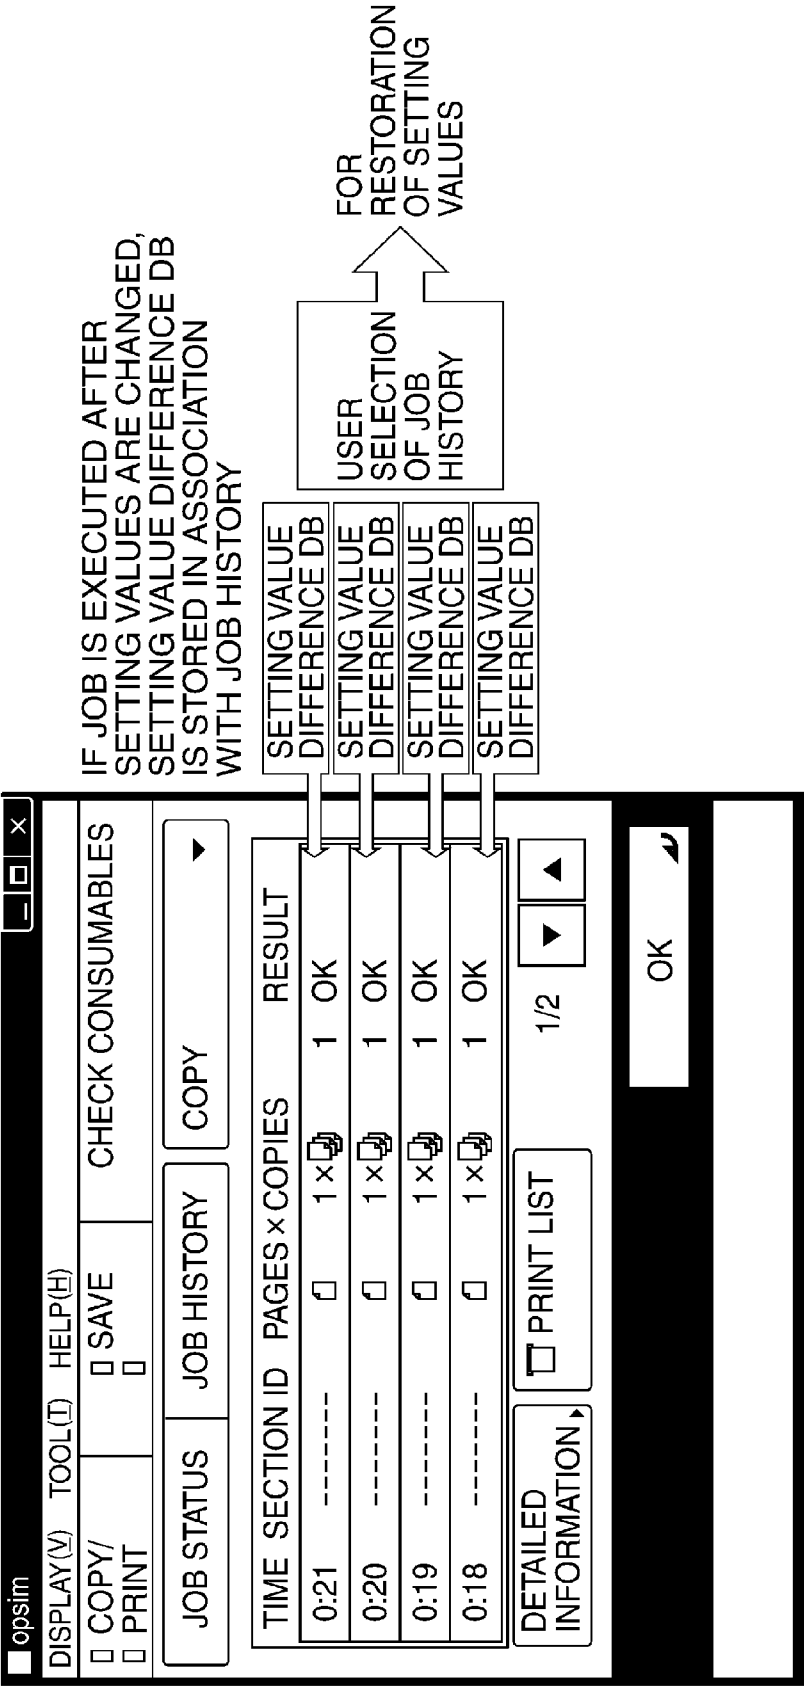 opsim
_ □ ×
DISPLAY(V) TOOL(T) HELP(H)
▯ COPY/
▯ PRINT
▯ SAVE
▯
CHECK CONSUMABLES
JOB STATUS
JOB HISTORY
COPY ▼
TIME SECTION ID PAGES × COPIES RESULT
0:21 -------- 1 × 1 OK
0:20 -------- 1 × 1 OK
0:19 -------- 1 × 1 OK
0:18 -------- 1 × 1 OK
DETAILED
INFORMATION
PRINT LIST
1/2
▼ ▲
OK
IF JOB IS EXECUTED AFTER
SETTING VALUES ARE CHANGED,
SETTING VALUE DIFFERENCE DB
IS STORED IN ASSOCIATION
WITH JOB HISTORY
SETTING VALUE
DIFFERENCE DB
SETTING VALUE
DIFFERENCE DB
SETTING VALUE
DIFFERENCE DB
SETTING VALUE
DIFFERENCE DB
USER
SELECTION
OF JOB
HISTORY
FOR
RESTORATION
OF SETTING
VALUES